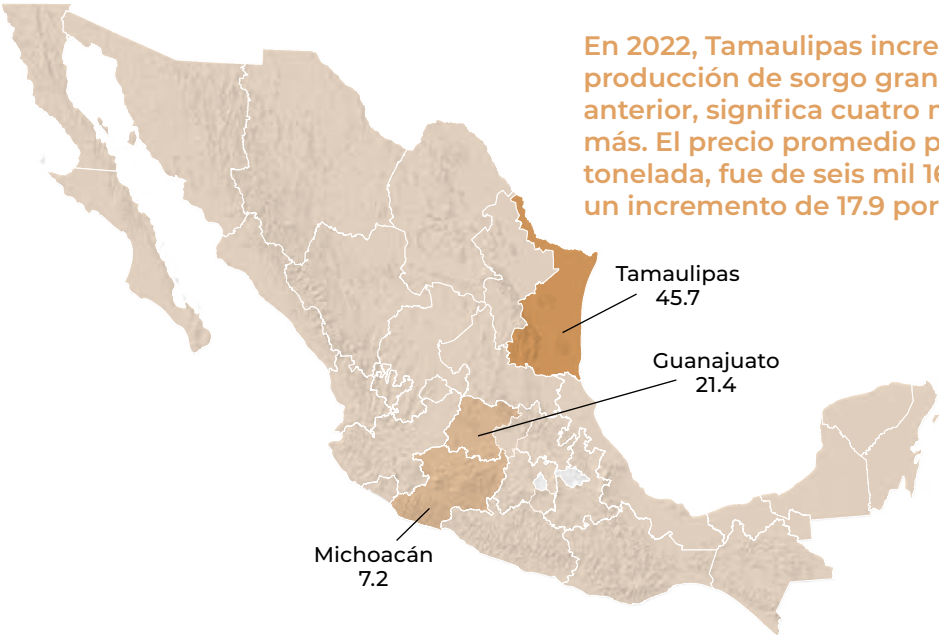 En 2022, Tamaulipas incre
producción de sorgo gran
anterior, significa cuatro
más. El precio promedio p
tonelada, fue de seis mil 16
un incremento de 17.9 por
Tamaulipas
45.7
Guanajuato
21.4
Michoacán
7.2